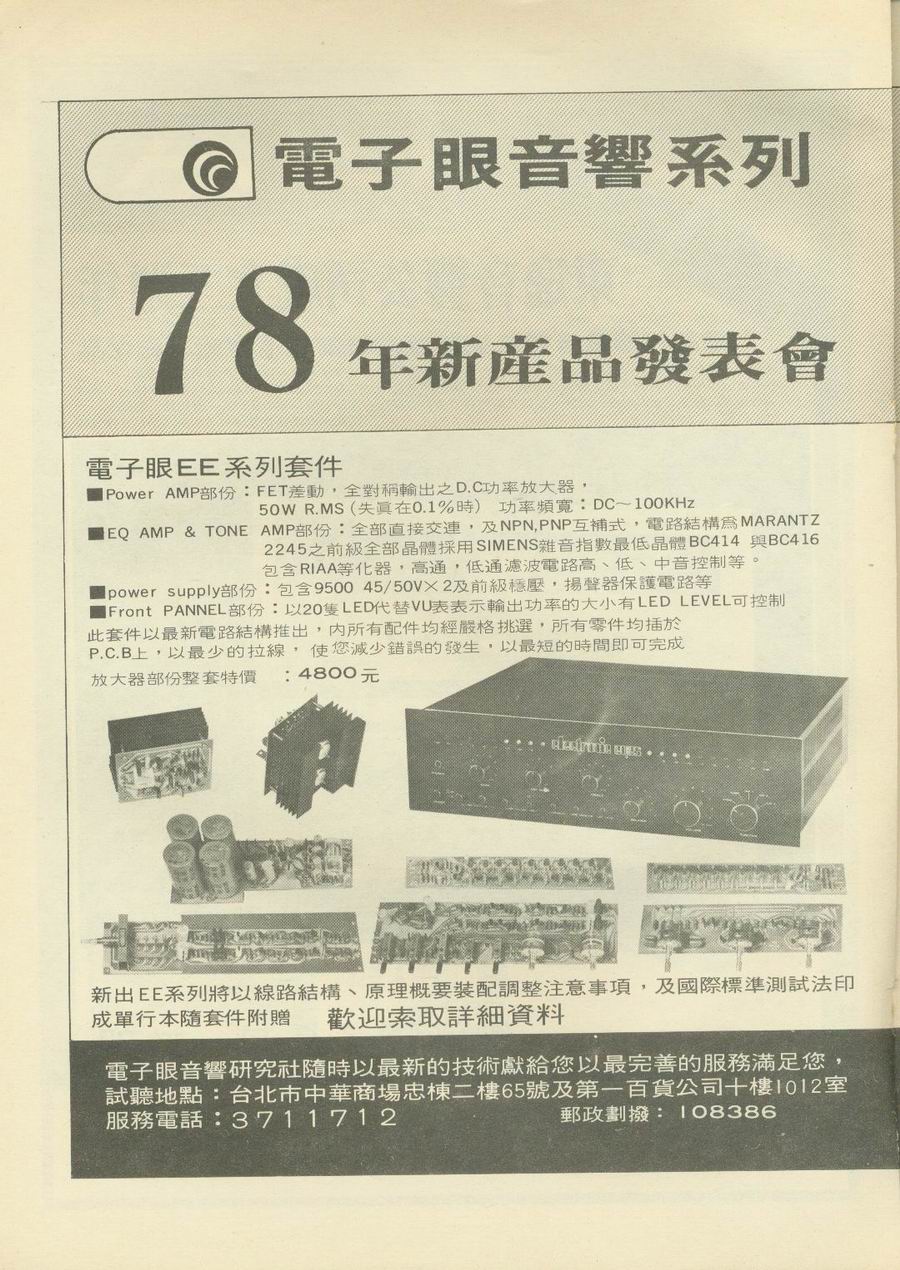 電子眼音響系列
78年新產品發表會
電子眼EE系列套件
■Power AMP部份：FET差動，全對稱輸出之D.C功率放大器，
50W R.M.S (失真在0.1%時) 功率頻寬：DC～100KHz
■EQ AMP & TONE AMP部份：全部直接交連，及NPN,PNP互補式，電路結構爲MARANTZ
2245之前級全部晶體採用SIMENS雜音指數最低晶體BC414 與BC416
包含RIAA等化器，高通，低通濾波電路高、低、中音控制等。
■power supply部份：包含9500 45/50V×2及前級穩壓，揚聲器保護電路等
■Front PANNEL部份：以20隻LED代替VU表表示輸出功率的大小有LED LEVEL可控制
此套件以最新電路結構推出，內所有配件均經嚴格挑選，所有零件均插於
P.C.B上，以最少的拉線，使您減少錯誤的發生，以最短的時間即可完成
放大器部份整套特價 ：4800元
electronic eyes
新出EE系列將以線路結構、原理概要裝配調整注意事項，及國際標準測試法印
成單行本隨套件附贈 歡迎索取詳細資料
電子眼音響研究社隨時以最新的技術獻給您以最完善的服務滿足您，
試聽地點：台北市中華商場忠棟二樓65號及第一百貨公司十樓1012室
服務電話：3711712 郵政劃撥：108386